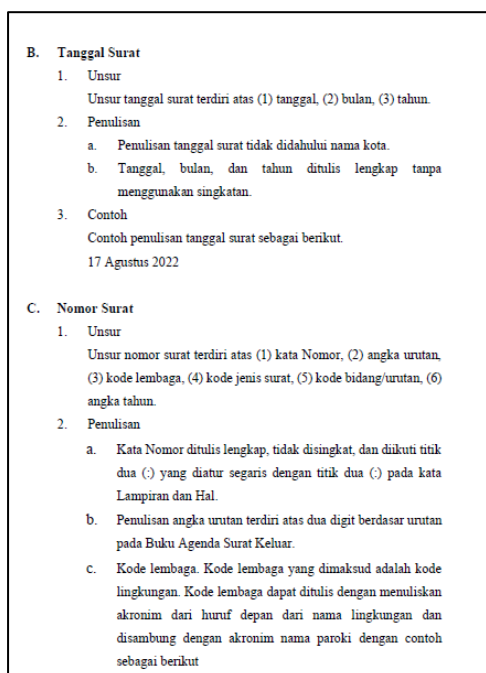 B. Tanggal Surat
1. Unsur
Unsur tanggal surat terdiri atas (1) tanggal, (2) bulan, (3) tahun.
2. Penulisan
a. Penulisan tanggal surat tidak didahului nama kota.
b. Tanggal, bulan, dan tahun ditulis lengkap tanpa
menggunakan singkatan.
3. Contoh
Contoh penulisan tanggal surat sebagai berikut.
17 Agustus 2022
C. Nomor Surat
1. Unsur
Unsur nomor surat terdiri atas (1) kata Nomor, (2) angka urutan,
(3) kode lembaga, (4) kode jenis surat, (5) kode bidang/urutan, (6)
angka tahun.
2. Penulisan
a. Kata Nomor ditulis lengkap, tidak disingkat, dan diikuti titik
dua (:) yang diatur segaris dengan titik dua (:) pada kata
Lampiran dan Hal.
b. Penulisan angka urutan terdiri atas dua digit berdasar urutan
pada Buku Agenda Surat Keluar.
c. Kode lembaga. Kode lembaga yang dimaksud adalah kode
lingkungan. Kode lembaga dapat ditulis dengan menuliskan
akronim dari huruf depan dari nama lingkungan dan
disambung dengan akronim nama paroki dengan contoh
sebagai berikut